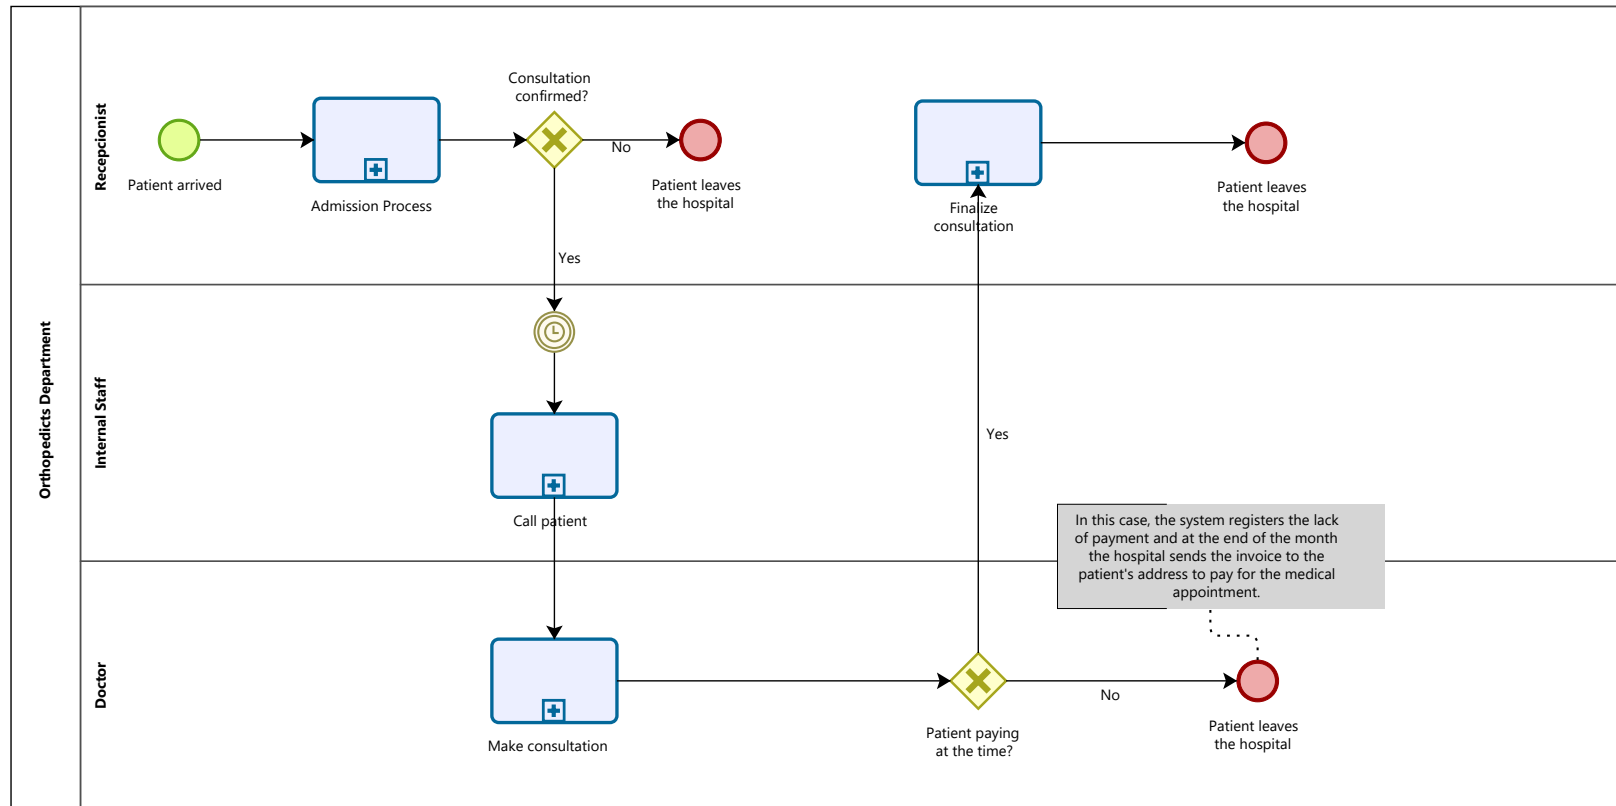 Orthopedicts Department
Recepcionist
Patient arrived
Admission Process
Consultation
confirmed?
No
Patient leaves
the hospital
Yes
Finalize
consultation
Patient leaves
the hospital
Internal Staff
Call patient
Yes
In this case, the system registers the lack
of payment and at the end of the month
the hospital sends the invoice to the
patient's address to pay for the medical
appointment.
Doctor
Make consultation
Patient paying
at the time?
No
Patient leaves
the hospital